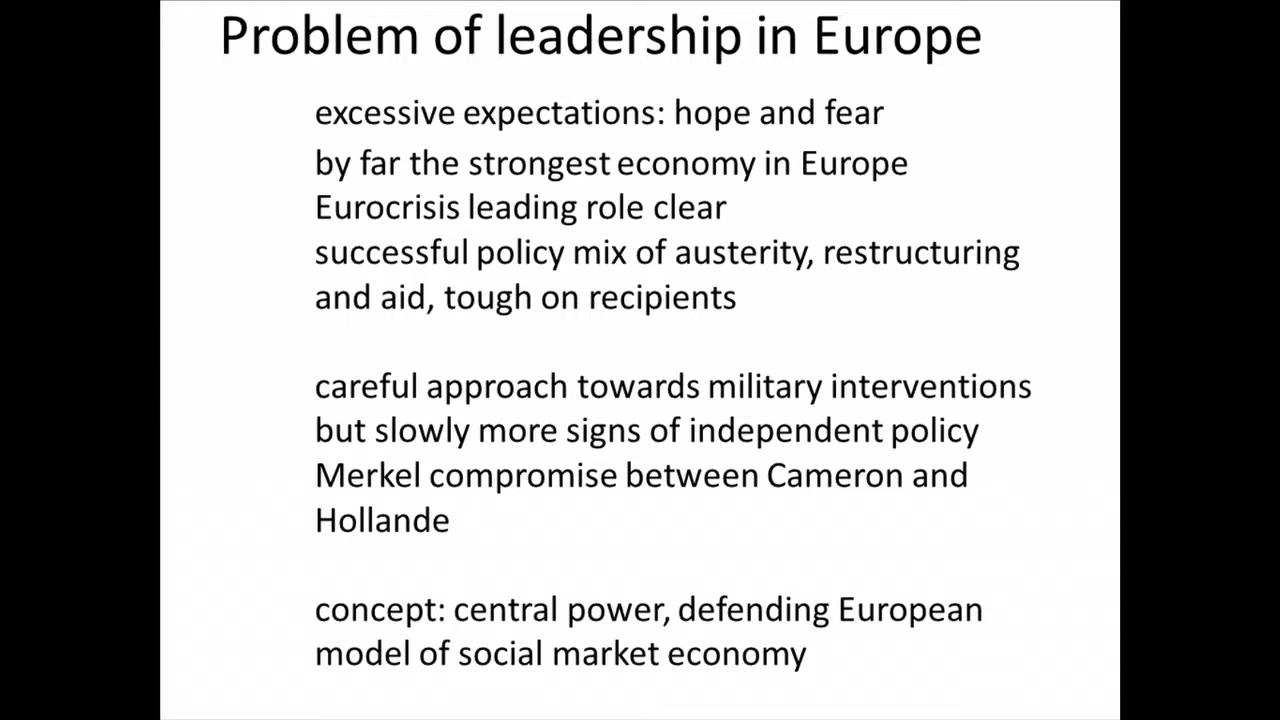 Problem of leadership in Europe
excessive expectations: hope and fear
by far the strongest economy in Europe
Eurocrisis leading role clear
successful policy mix of austerity, restructuring
and aid, tough on recipients
careful approach towards military interventions
but slowly more signs of independent policy
Merkel compromise between Cameron and
Hollande
concept: central power, defending European
model of social market economy